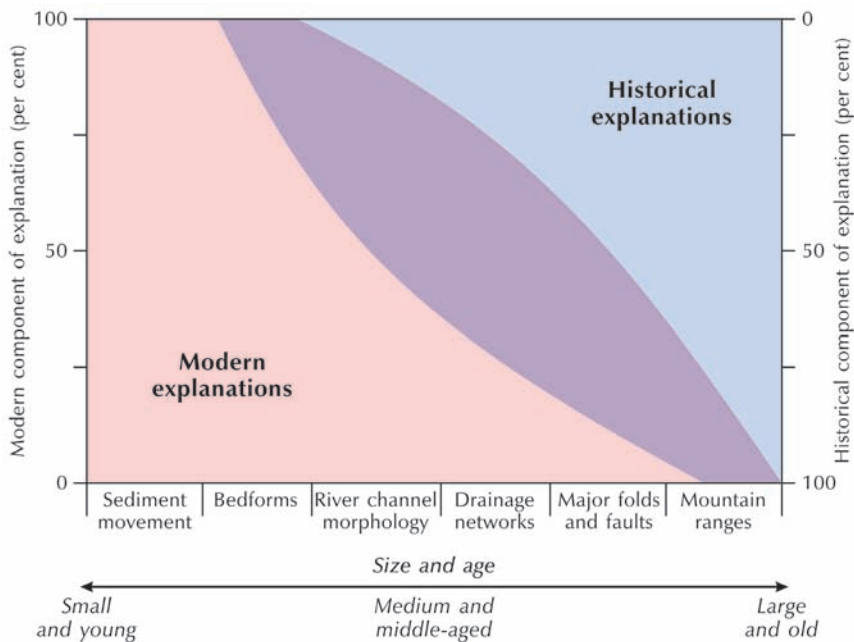 Modern component of explanation (per cent)
100
50
0
Historical
explanations
Modern
explanations
0
50
100
Historical component of explanation (per cent)
Sediment
movement
Bedforms
River channel
morphology
Drainage
networks
Major folds
and faults
Mountain
ranges
Size and age
Small
and young
Medium and
middle-aged
Large
and old